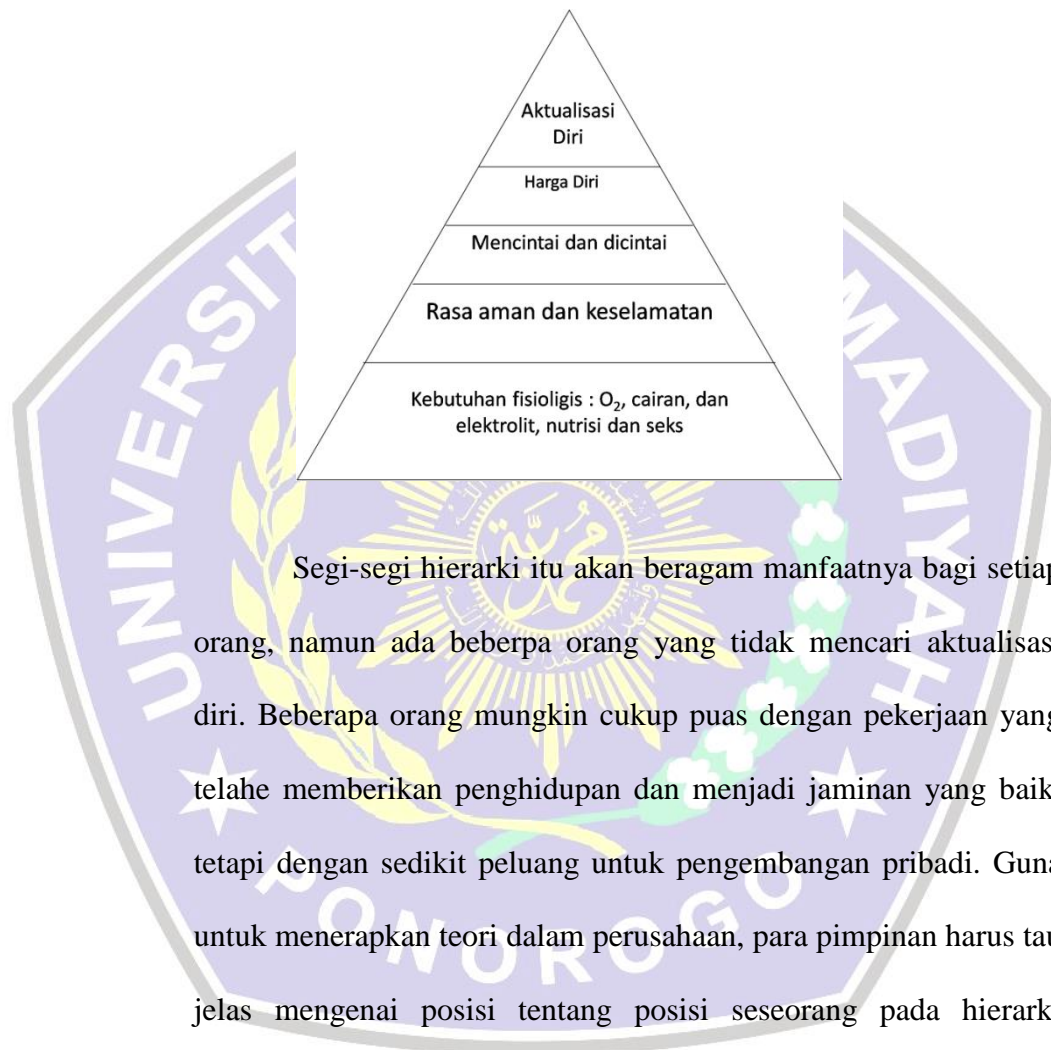 Aktualisasi
Diri
Harga Diri
Mencintai dan dicintai
Rasa aman dan keselamatan
Kebutuhan fisioligis : O₂, cairan, dan
elektrolit, nutrisi dan seks
Segi-segi hierarki itu akan beragam manfaatnya bagi setiap
orang, namun ada beberpa orang yang tidak mencari aktualisas
diri. Beberapa orang mungkin cukup puas dengan pekerjaan yang
telahe memberikan penghidupan dan menjadi jaminan yang baik
tetapi dengan sedikit peluang untuk pengembangan pribadi. Guna
untuk menerapkan teori dalam perusahaan, para pimpinan harus tau
jelas mengenai posisi tentang posisi seseorang pada hierark
UNIVERSIT MADIYAH
PONOROGO